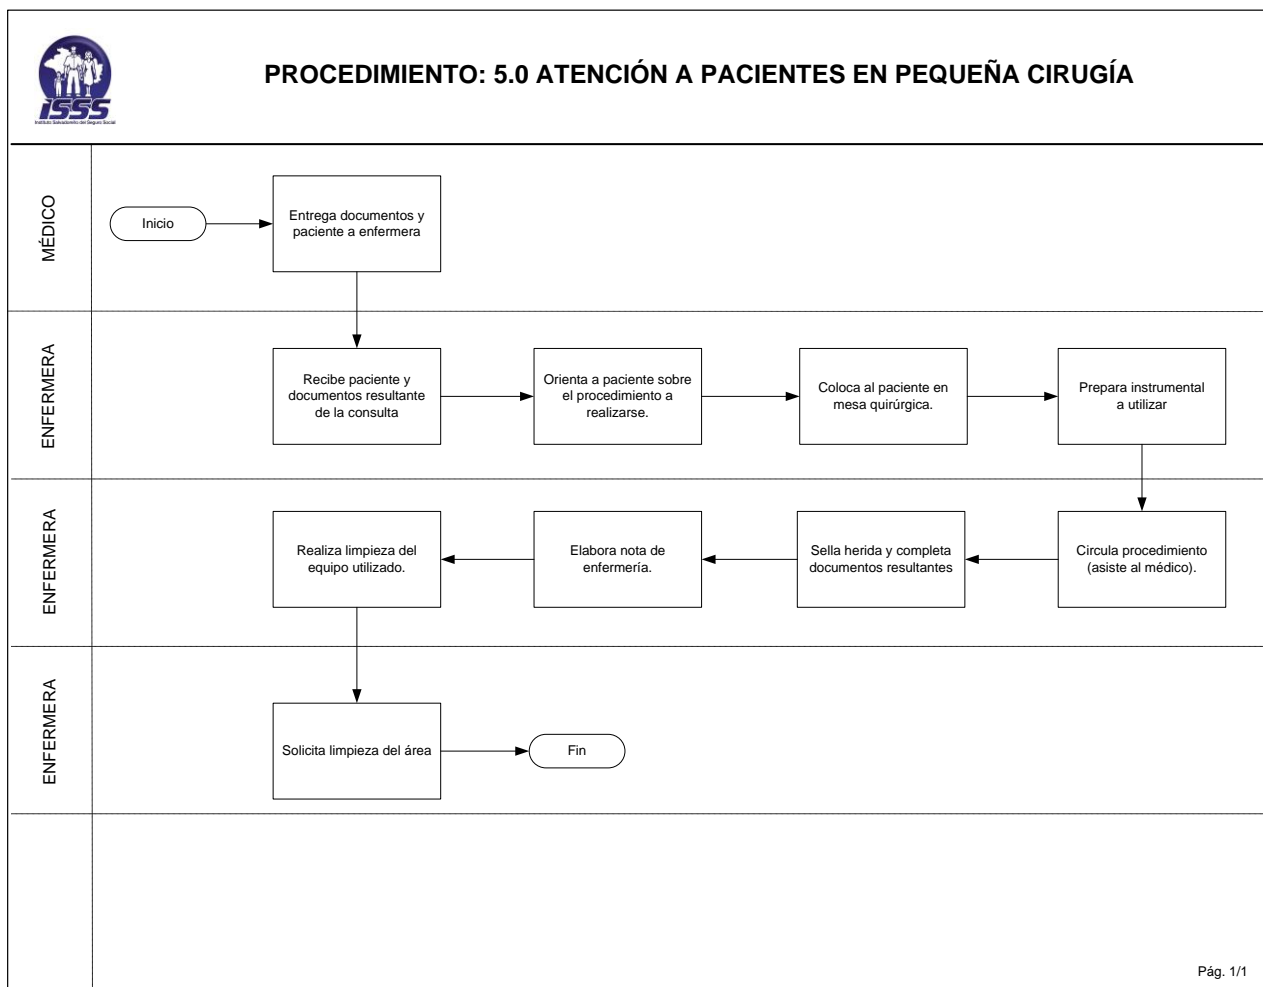 PROCEDIMIENTO: 5.0 ATENCIÓN A PACIENTES EN PEQUEÑA CIRUGÍA
ISSS
Instituto Salvadoreño del Seguro Social
MÉDICO
Inicio
Entrega documentos y
paciente a enfermera
ENFERMERA
Recibe paciente y
documentos resultante
de la consulta
Orienta a paciente sobre
el procedimiento a
realizarse.
Coloca al paciente en
mesa quirúrgica.
Prepara instrumental
a utilizar
ENFERMERA
Realiza limpieza del
equipo utilizado.
Elabora nota de
enfermería.
Sella herida y completa
documentos resultantes
Circula procedimiento
(asiste al médico).
ENFERMERA
Solicita limpieza del área
Fin
Pág. 1/1